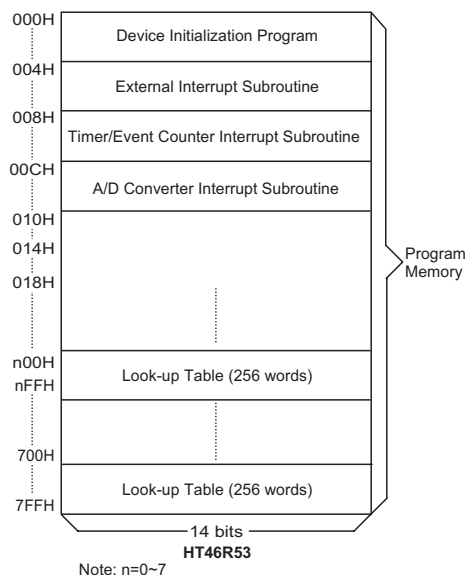 000H
Device Initialization Program
004H
External Interrupt Subroutine
008H
Timer/Event Counter Interrupt Subroutine
00CH
A/D Converter Interrupt Subroutine
010H
014H
018H
Program
Memory
n00H
Look-up Table (256 words)
nFFH
700H
Look-up Table (256 words)
7FFH
14 bits
HT46R53
Note: n=0~7